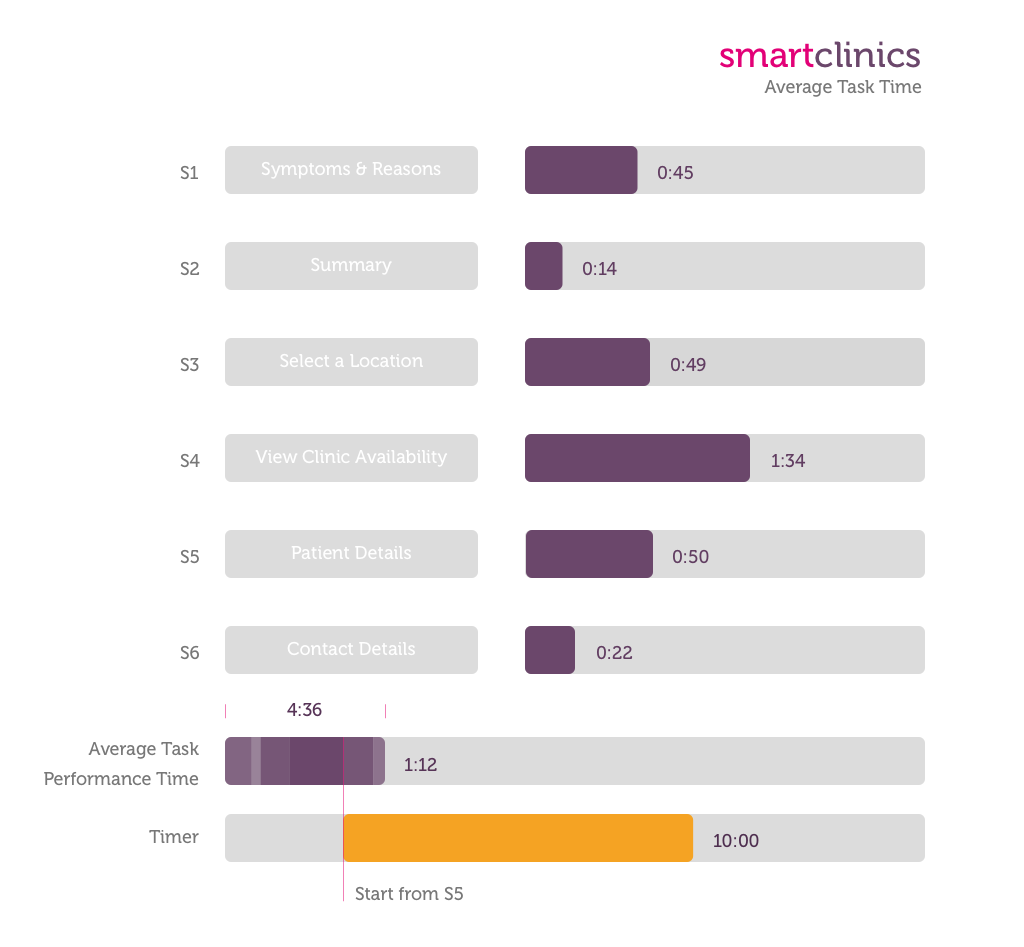 smartclinics
Average Task Time
S1 Symptoms & Reasons 0:45
S2 Summary 0:14
S3 Select a Location 0:49
S4 View Clinic Availability 1:34
S5 Patient Details 0:50
S6 Contact Details 0:22
4:36
Average Task
Performance Time 1:12
Timer 10:00
Start from S5